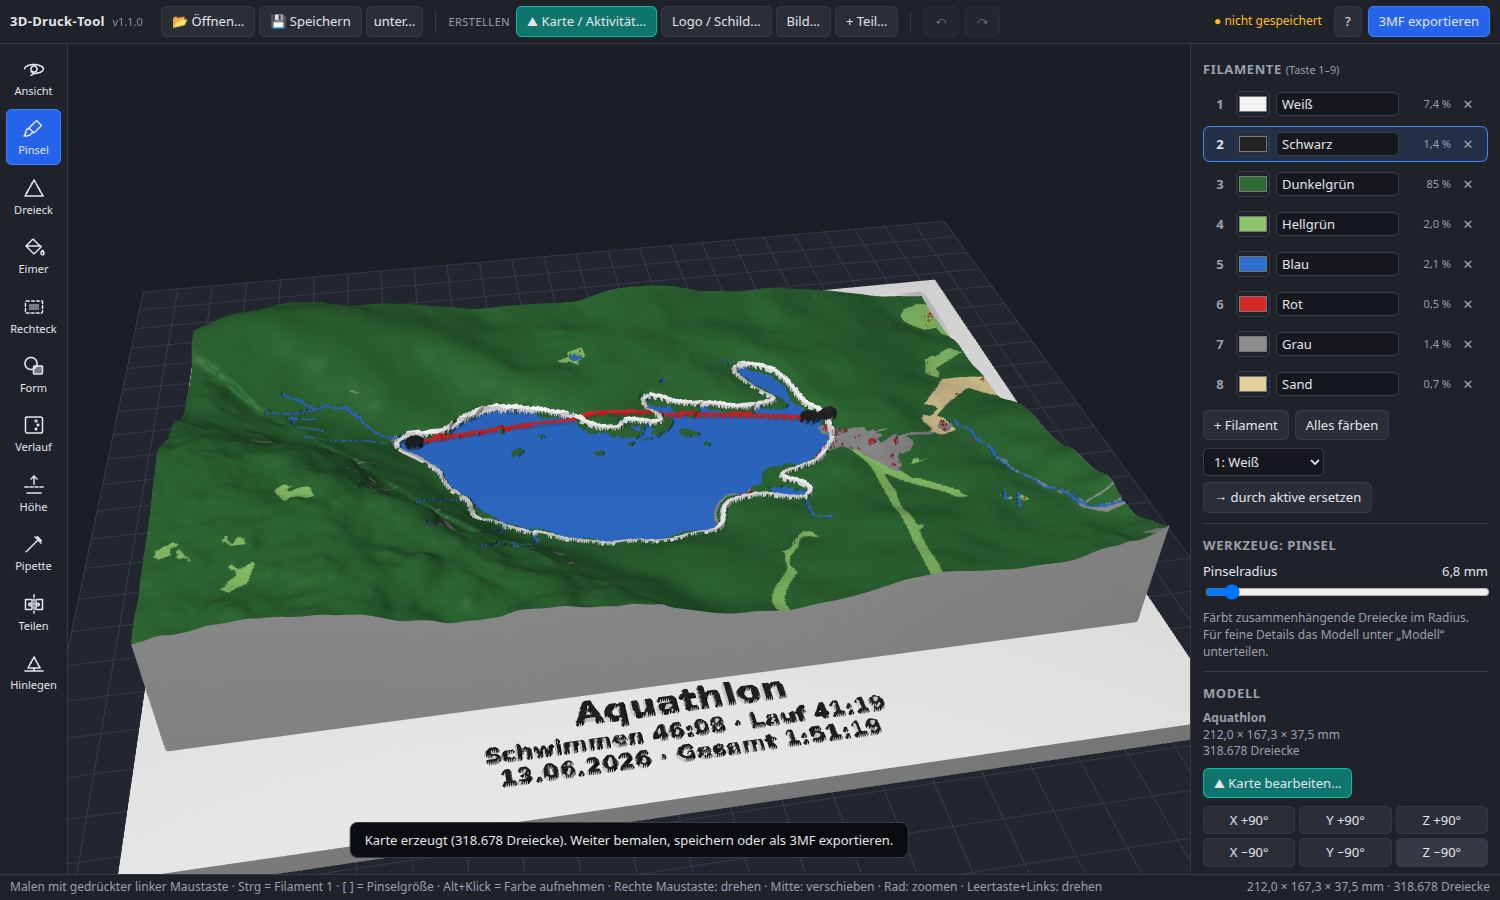 3D-Druck-Tool v1.1.0 Öffnen... Speichern unter... ERSTELLEN Karte / Aktivität... Logo / Schild... Bild... + Teil... ● nicht gespeichert ? 3MF exportieren
Ansicht
Pinsel
Dreieck
Eimer
Rechteck
Form
Verlauf
Höhe
Pipette
Teilen
Hinlegen
Aquathlon
Schwimmen 46:08 · Lauf 41:19
13.06.2026 · Gesamt 1:51:19
Karte erzeugt (318.678 Dreiecke). Weiter bemalen, speichern oder als 3MF exportieren.
FILAMENTE (Taste 1–9)
1 Weiß 7,4 % ✕
2 Schwarz 1,4 % ✕
3 Dunkelgrün 85 % ✕
4 Hellgrün 2,0 % ✕
5 Blau 2,1 % ✕
6 Rot 0,5 % ✕
7 Grau 1,4 % ✕
8 Sand 0,7 % ✕
+ Filament Alles färben
1: Weiß
→ durch aktive ersetzen
WERKZEUG: PINSEL
Pinselradius 6,8 mm
Färbt zusammenhängende Dreiecke im Radius.
Für feine Details das Modell unter „Modell“
unterteilen.
MODELL
Aquathlon
212,0 × 167,3 × 37,5 mm
318.678 Dreiecke
Karte bearbeiten...
X +90° Y +90° Z +90°
X −90° Y −90° Z −90°
Malen mit gedrückter linker Maustaste · Strg = Filament 1 · [ ] = Pinselgröße · Alt+Klick = Farbe aufnehmen · Rechte Maustaste: drehen · Mitte: verschieben · Rad: zoomen · Leertaste+Links: drehen 212,0 × 167,3 × 37,5 mm · 318.678 Dreiecke